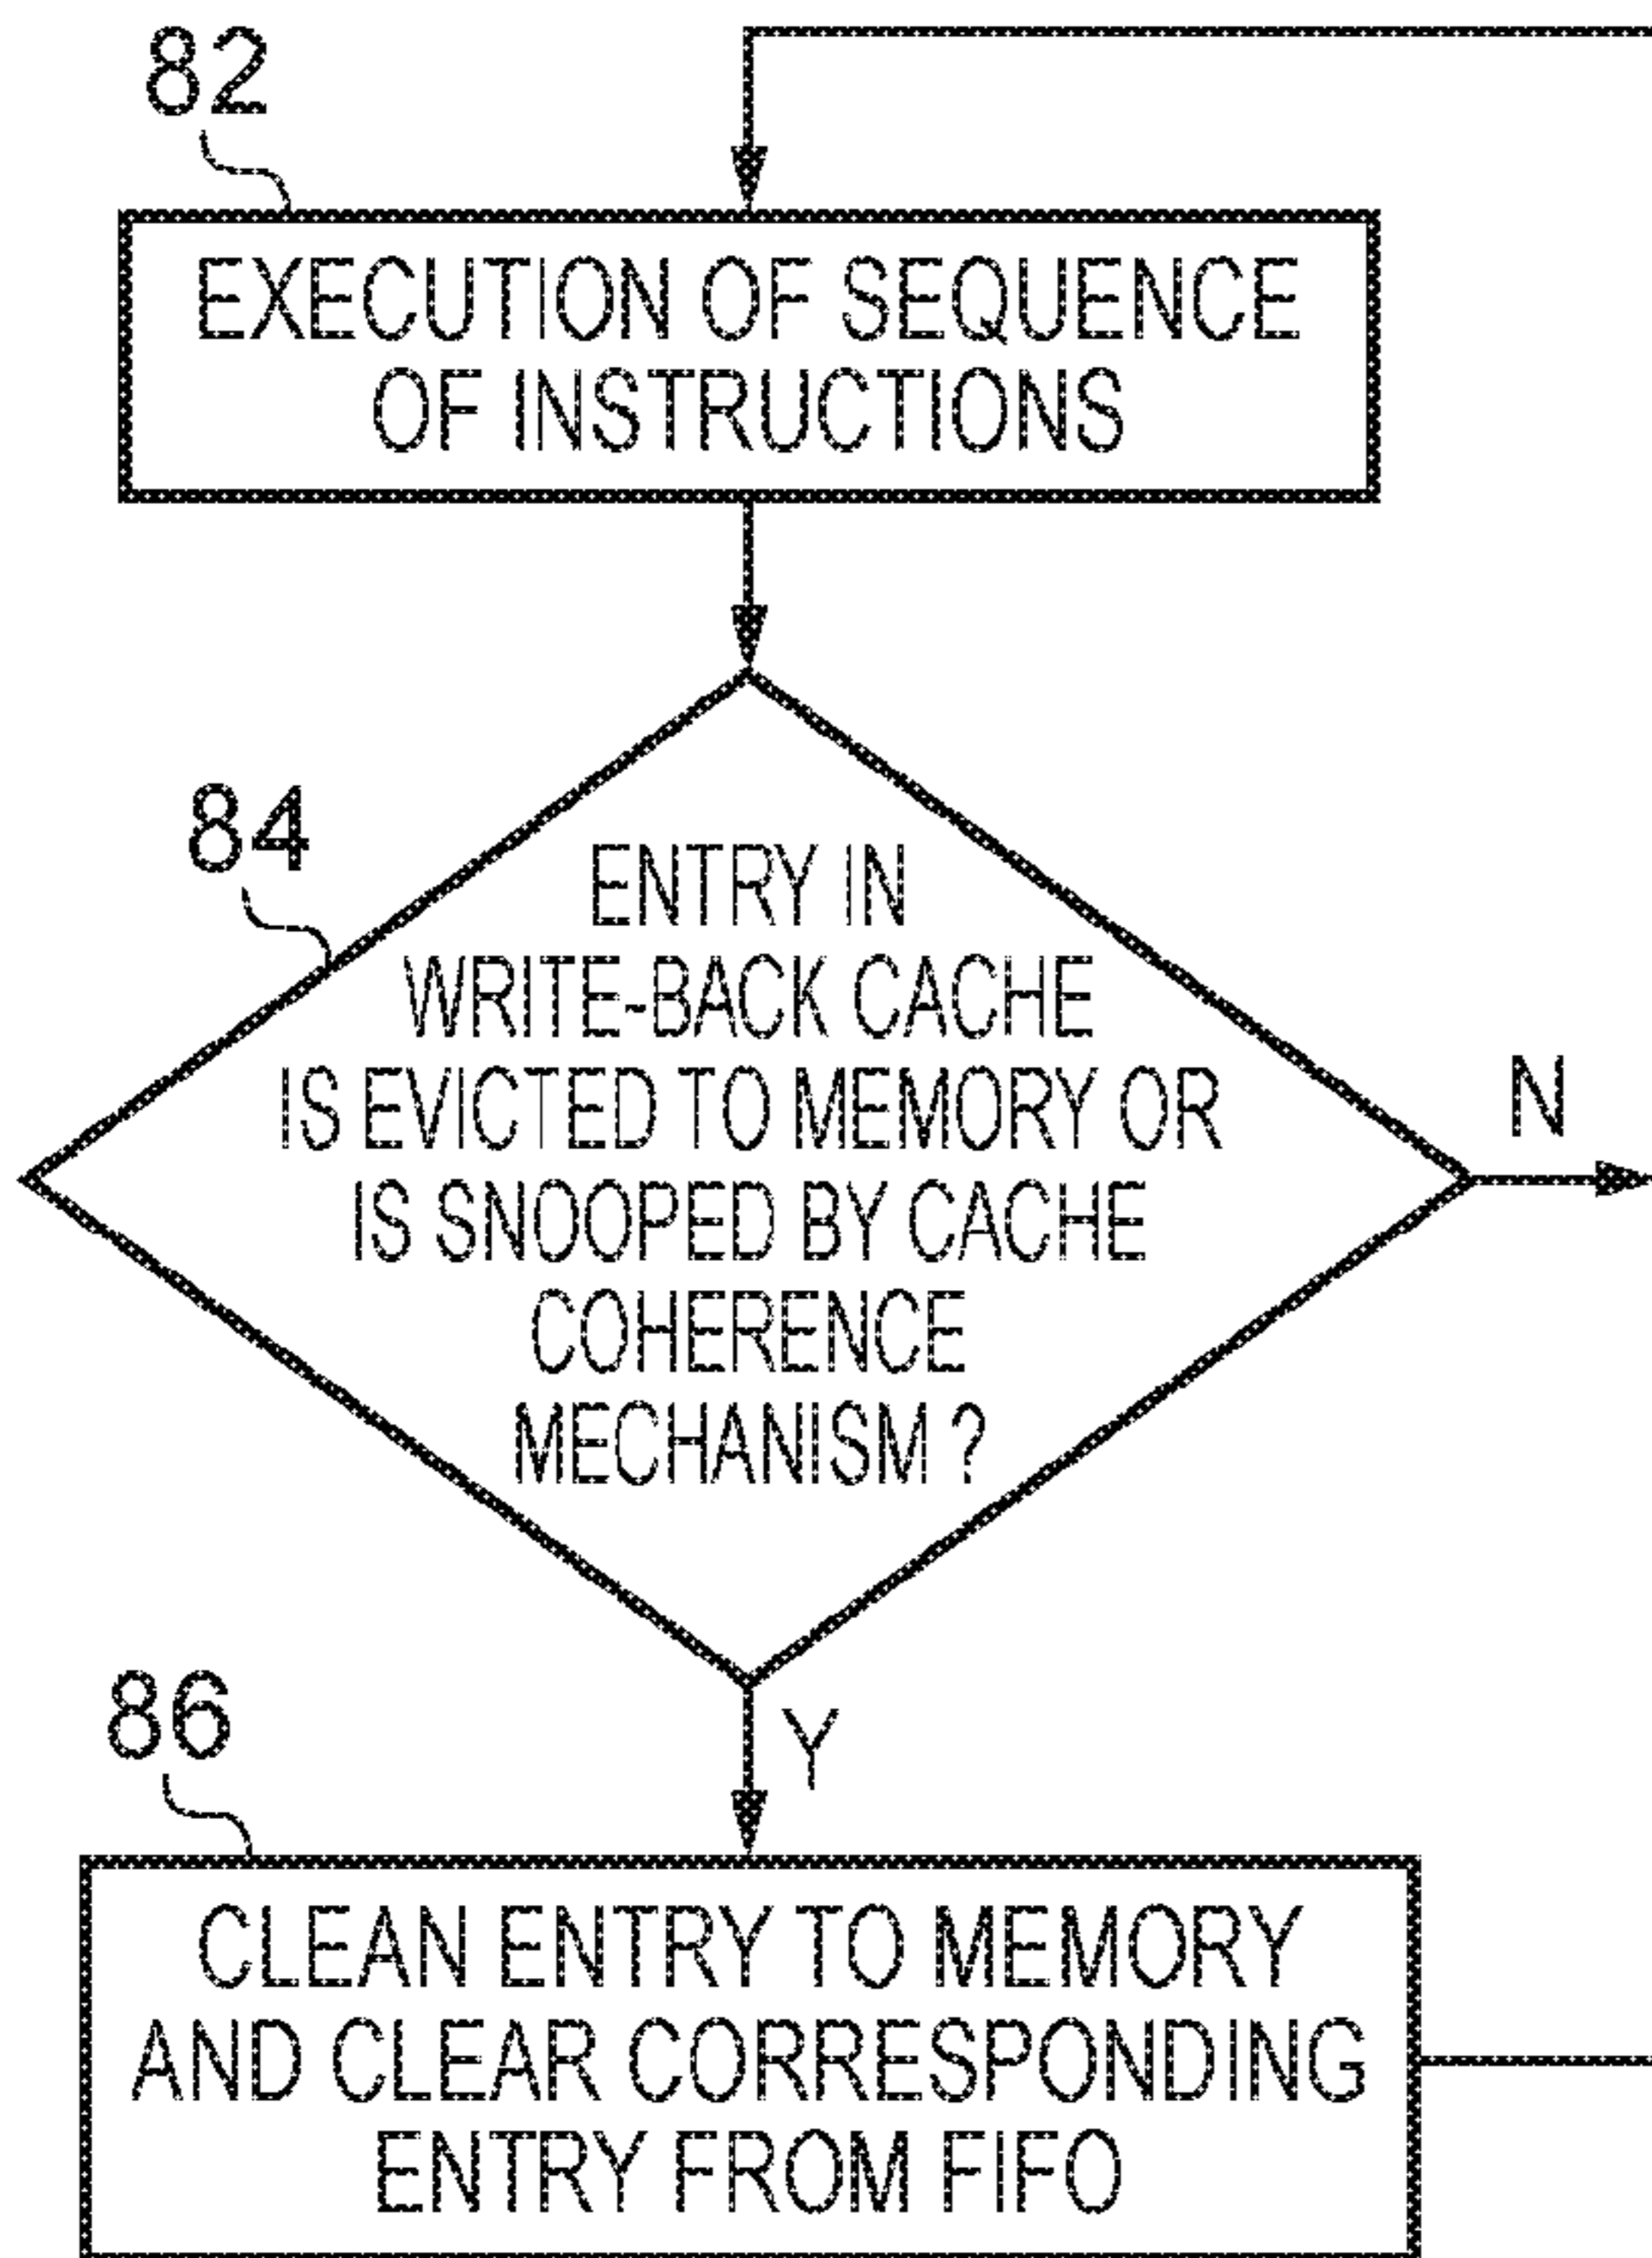 82
EXECUTION OF SEQUENCE
OF INSTRUCTIONS
84
ENTRY IN
WRITE-BACK CACHE
IS EVICTED TO MEMORY OR
IS SNOOPED BY CACHE
COHERENCE
MECHANISM ?
N
Y
86
CLEAN ENTRY TO MEMORY
AND CLEAR CORRESPONDING
ENTRY FROM FIFO